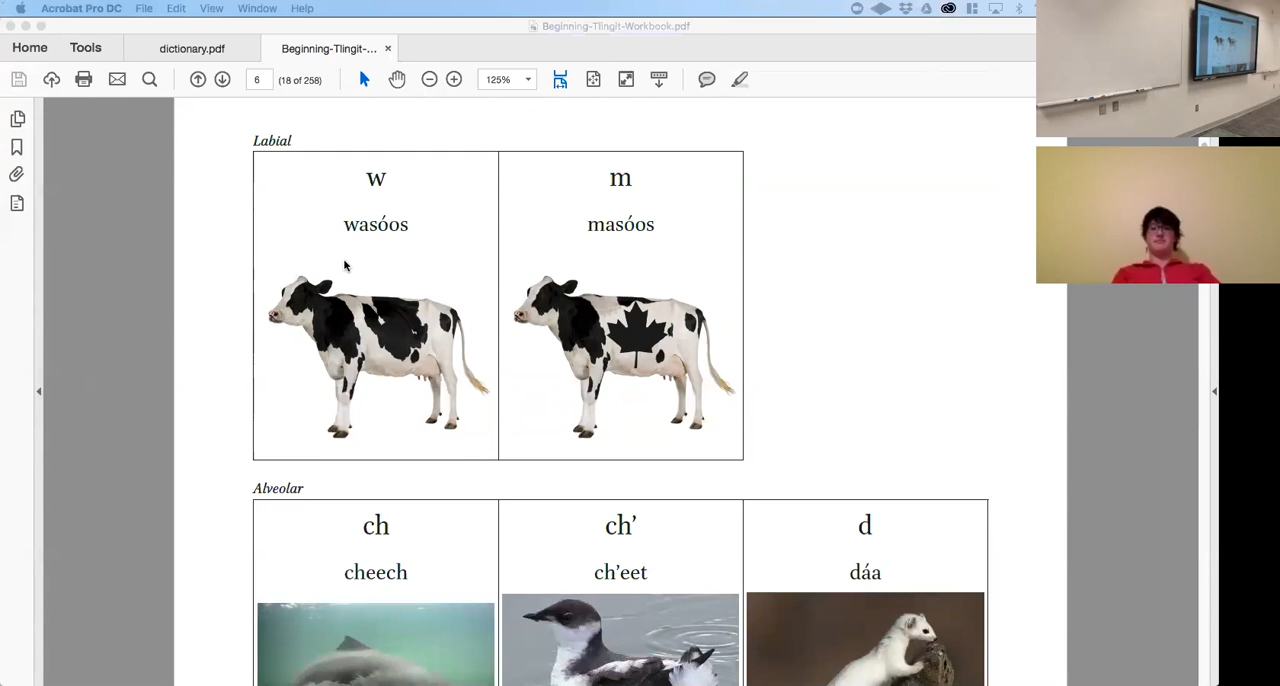 Acrobat Pro DC File Edit View Window Help
Beginning-Tlingit-Workbook.pdf
Home Tools dictionary.pdf Beginning-Tlingit-... ×
6 (18 of 258) 125%
Labial
w m
wasóos masóos
Alveolar
ch ch’ d
cheech ch’eet dáa